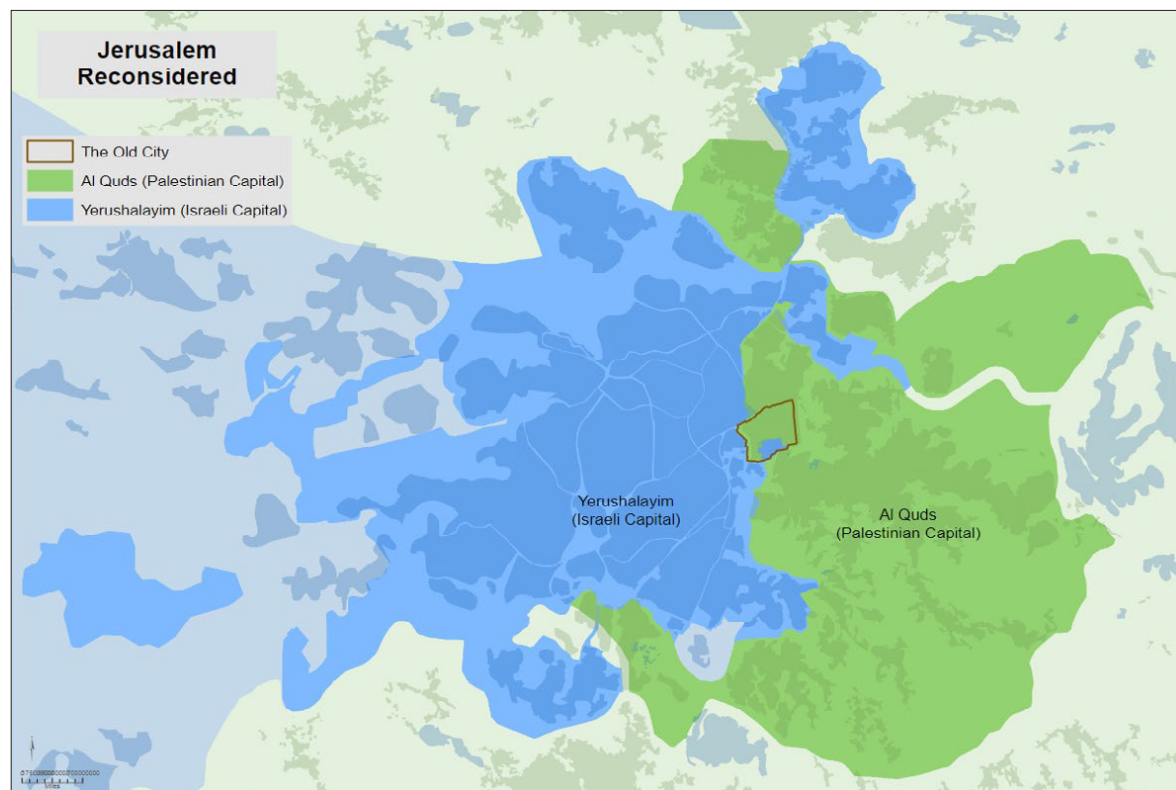 Jerusalem
Reconsidered
The Old City
Al Quds (Palestinian Capital)
Yerushalayim (Israeli Capital)
Yerushalayim
(Israeli Capital)
Al Quds
(Palestinian Capital)
Miles